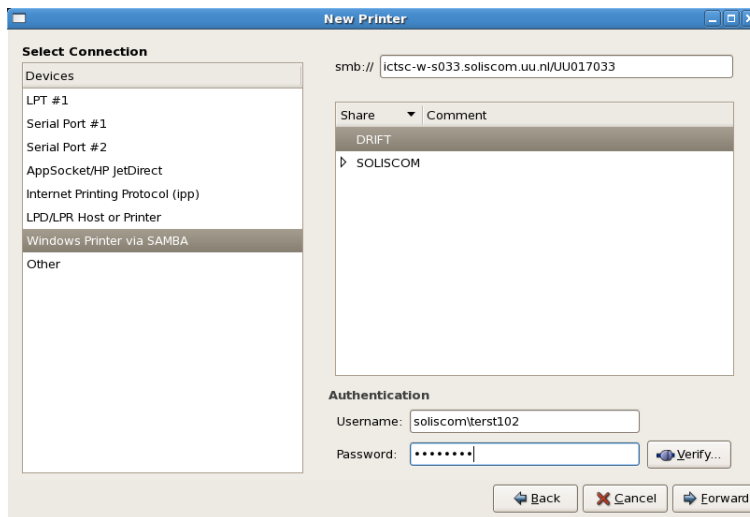 New Printer
Select Connection
Devices
LPT #1
Serial Port #1
Serial Port #2
AppSocket/HP JetDirect
Internet Printing Protocol (ipp)
LPD/LPR Host or Printer
Windows Printer via SAMBA
Other
smb:// ictsc-w-s033.soliscom.uu.nl/UU017033
Share Comment
DRIFT
SOLISCOM
Authentication
Username: soliscom\terst102
Password: ••••••••
Verify...
Back Cancel Forward